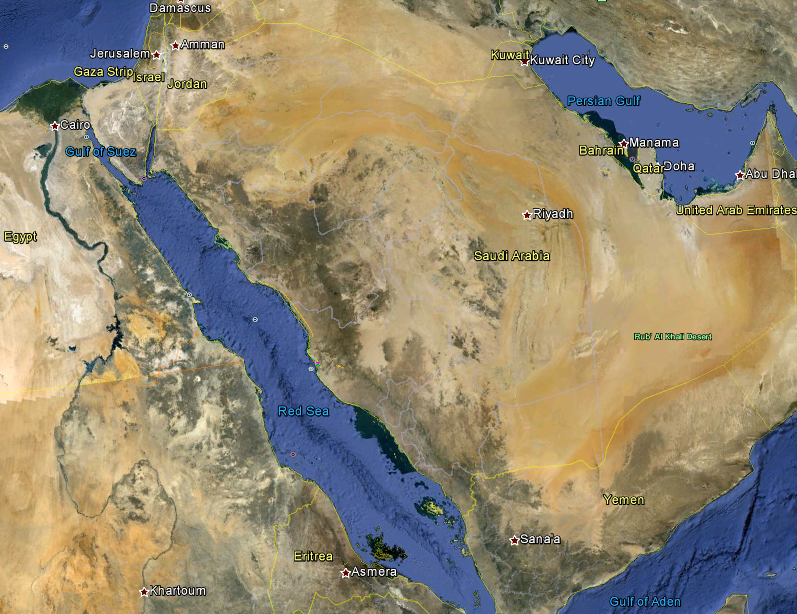 Damascus
Jerusalem
Amman
Gaza Strip
Israel
Jordan
Kuwait
Kuwait City
Persian Gulf
Cairo
Gulf of Suez
Manama
Bahrain
Qatar
Doha
Abu Dha
United Arab Emirates
Riyadh
Egypt
Saudi Arabia
Rub' Al Khali Desert
Red Sea
Yemen
Sana'a
Eritrea
Asmera
Khartoum
Gulf of Aden